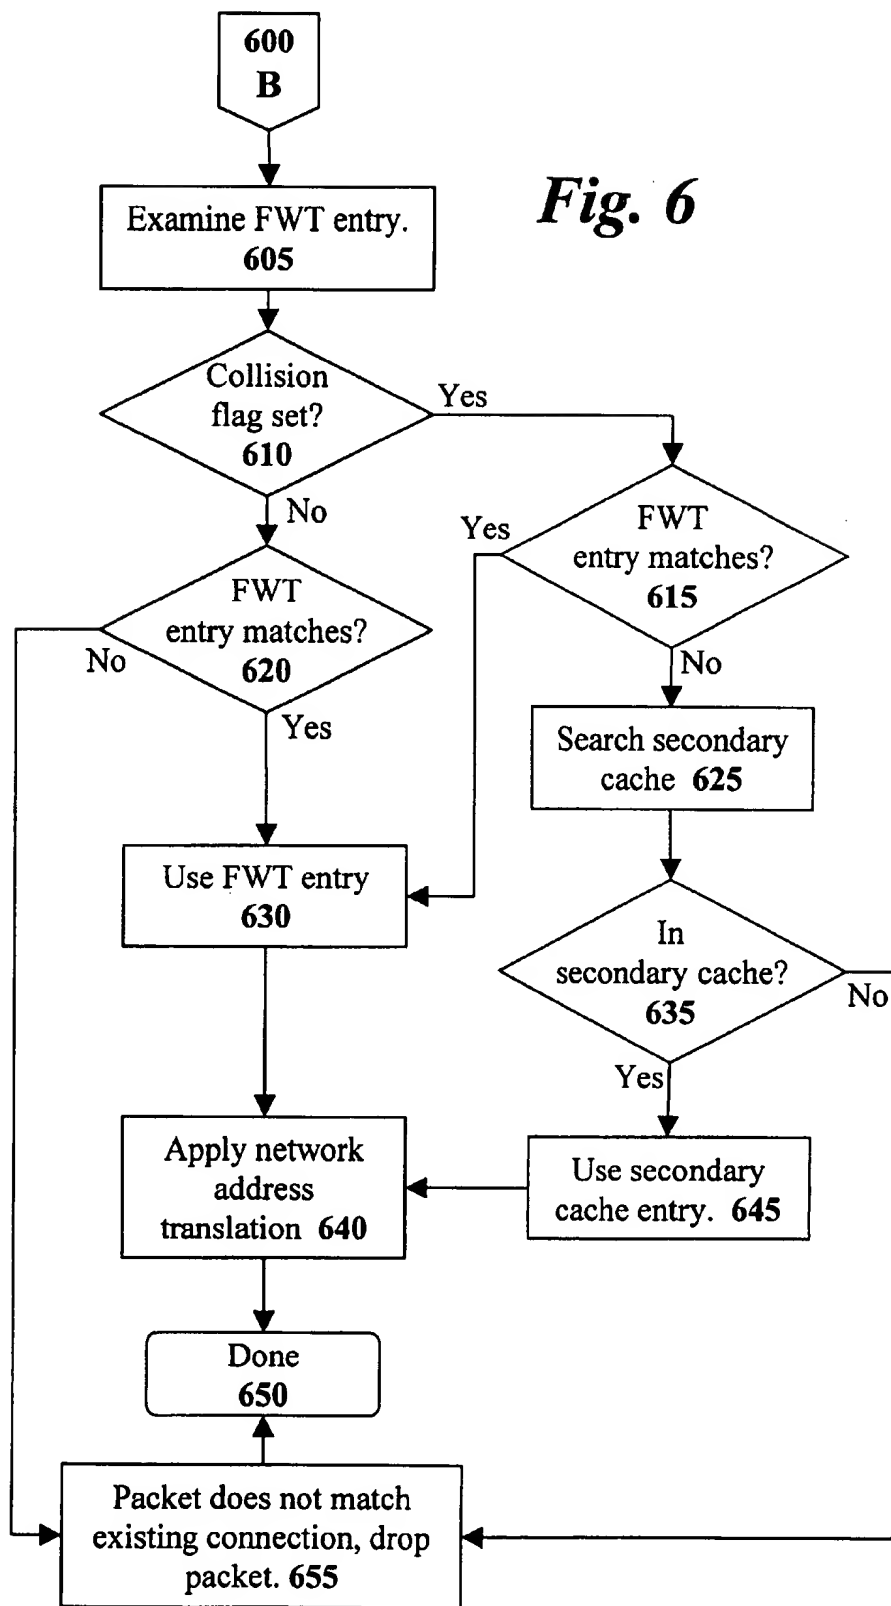 600
B
Fig. 6
Examine FWT entry.
605
Collision
flag set?
610
Yes
No
FWT
entry matches?
615
Yes
No
FWT
entry matches?
620
No
Yes
Search secondary
cache 625
Use FWT entry
630
In
secondary cache?
635
No
Yes
Apply network
address
translation 640
Use secondary
cache entry. 645
Done
650
Packet does not match
existing connection, drop
packet. 655